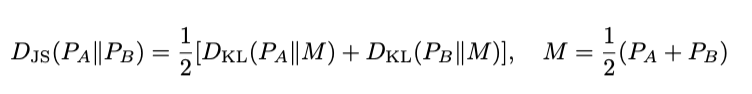 D_JS(P_A‖P_B) = 1/2[D_KL(P_A‖M) + D_KL(P_B‖M)], M = 1/2(P_A + P_B)